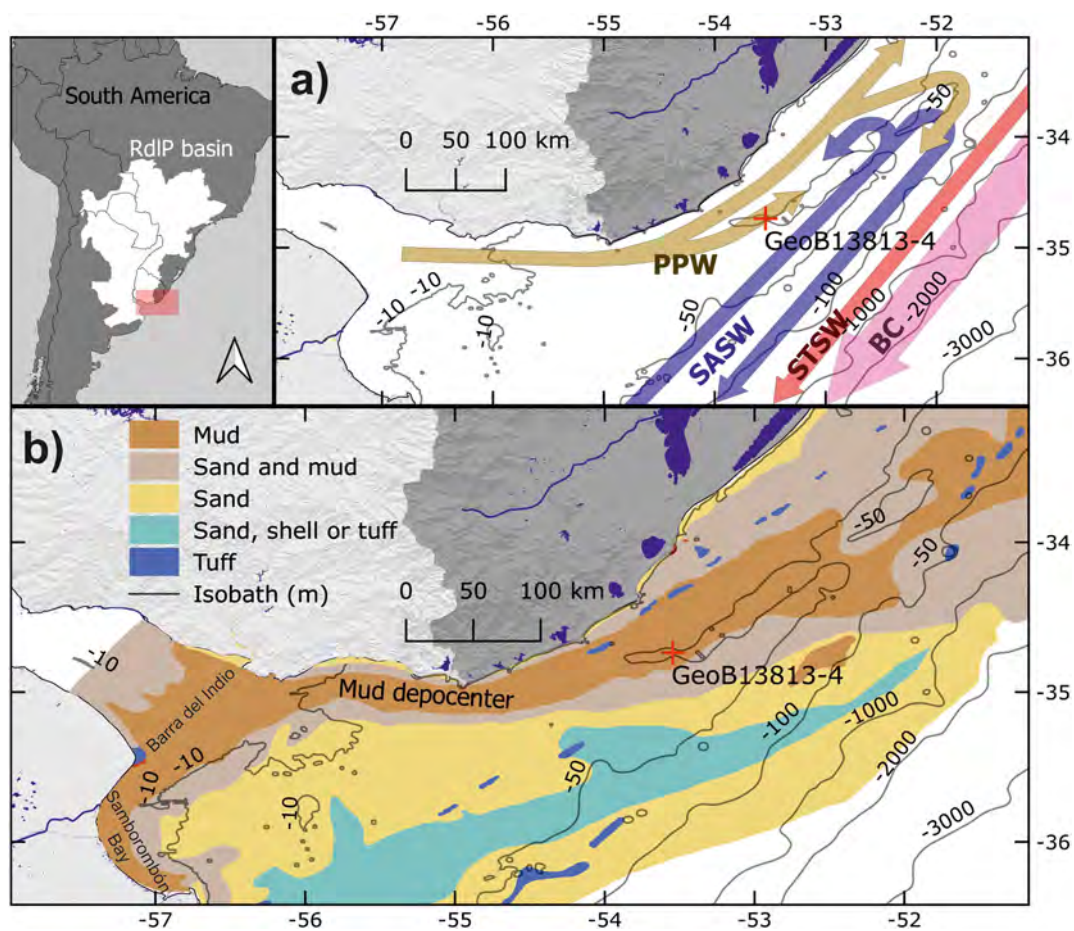 -57
-56
-55
-54
-53
-52
South America
RdlP basin
a)
0 50 100 km
-50
-34
GeoB13813-4
PPW
-35
-10
-10
-10
-50
-100
-1000
-2000
-3000
SASW
STSW
BC
-36
b)
Mud
Sand and mud
Sand
Sand, shell or tuff
Tuff
Isobath (m)
0 50 100 km
-50
-50
-34
-10
GeoB13813-4
Mud depocenter
Barra del Indio
-35
-10
-10
-10
-50
-100
-1000
-2000
-3000
Samborombón
Bay
-36
-57
-56
-55
-54
-53
-52